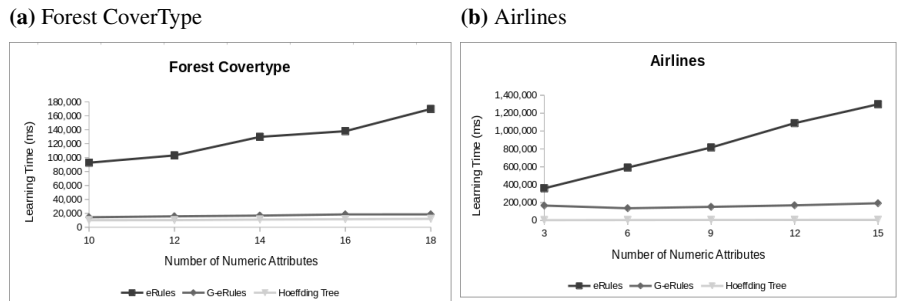 (a) Forest CoverType
Forest Covertype
Learning Time (ms)
180,000
160,000
140,000
120,000
100,000
80,000
60,000
40,000
20,000
0
10 12 14 16 18
Number of Numeric Attributes
eRules G-eRules Hoeffding Tree
(b) Airlines
Airlines
Learning Time (ms)
1,400,000
1,200,000
1,000,000
800,000
600,000
400,000
200,000
0
3 6 9 12 15
Number of Numeric Attributes
eRules G-eRules Hoeffding Tree